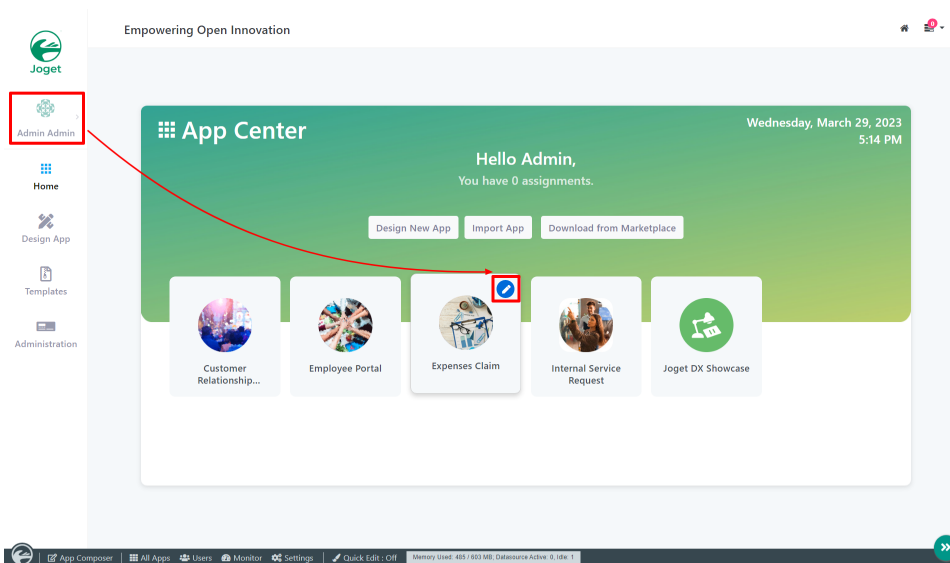 Empowering Open Innovation
0
Joget
Admin Admin
Home
Design App
Templates
Administration
App Center
Wednesday, March 29, 2023
5:14 PM
Hello Admin,
You have 0 assignments.
Design New App
Import App
Download from Marketplace
Customer
Relationship...
Employee Portal
Expenses Claim
Internal Service
Request
Joget DX Showcase
App Composer
All Apps
Users
Monitor
Settings
Quick Edit : Off
Memory Used: 485 / 603 MB, Datasource Active: 0, Idle: 1